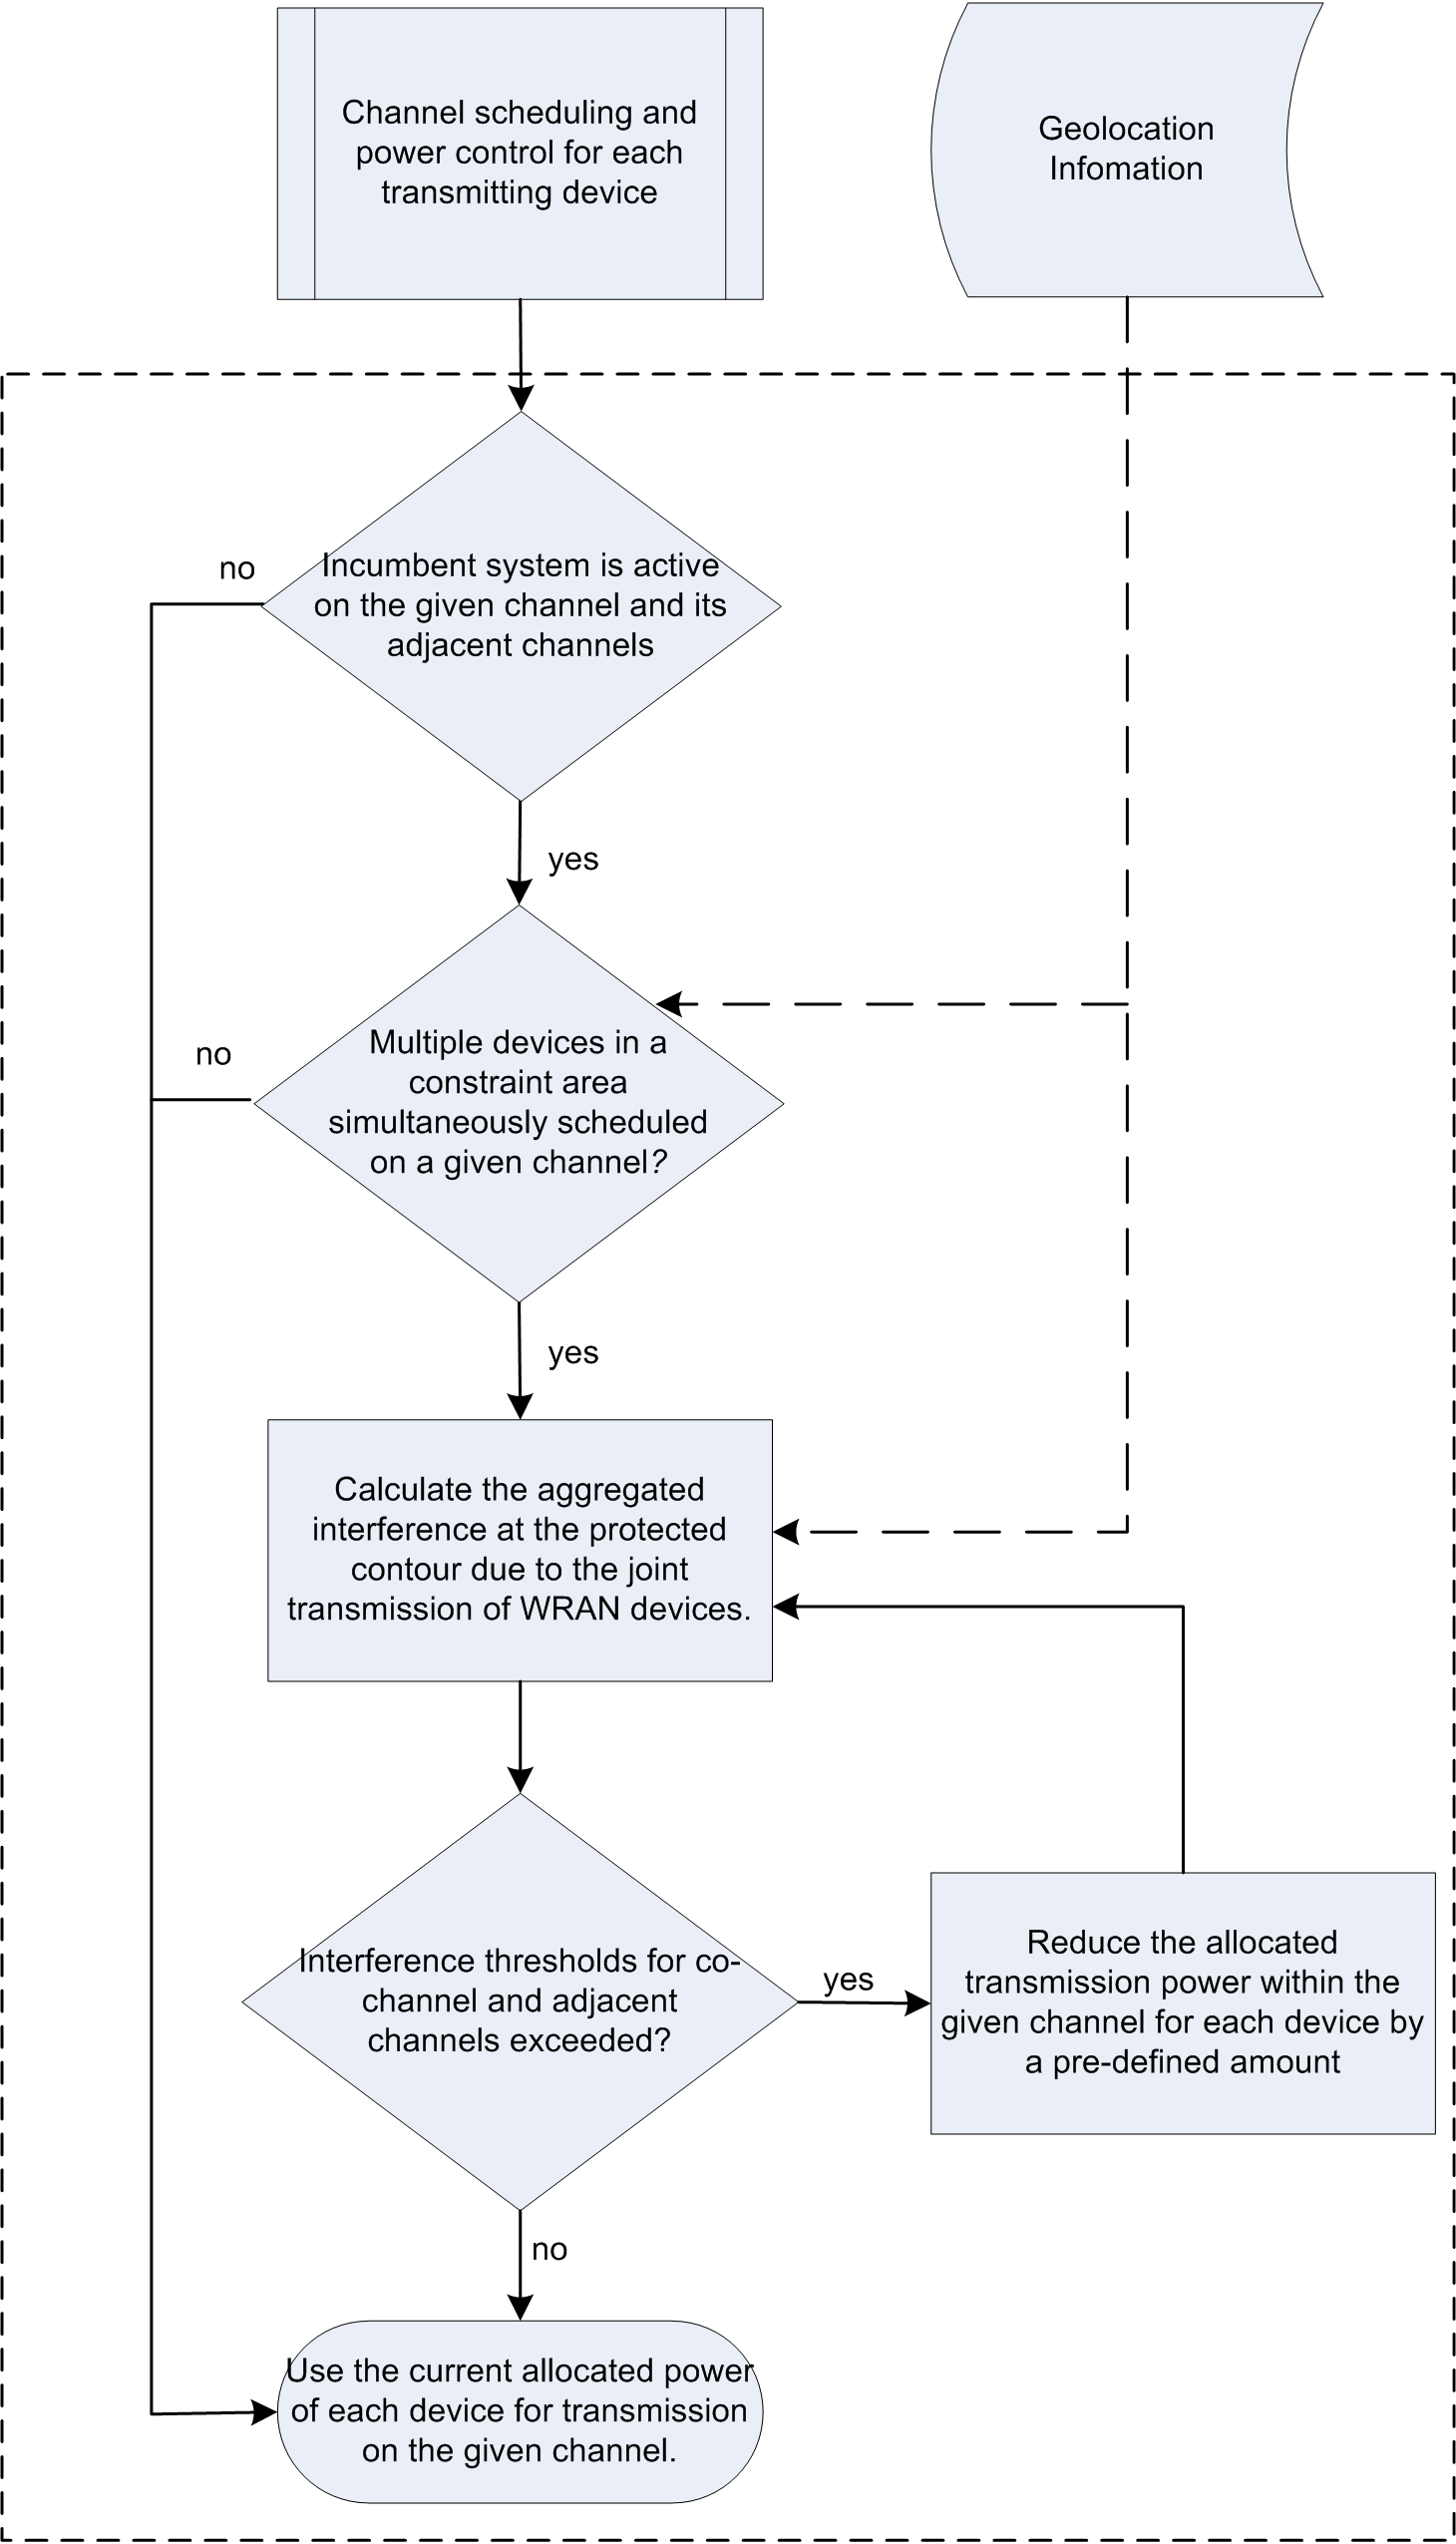 Channel scheduling and
power control for each
transmitting device
Geolocation
Infomation
no
Incumbent system is active
on the given channel and its
adjacent channels
yes
no
Multiple devices in a
constraint area
simultaneously scheduled
on a given channel?
yes
Calculate the aggregated
interference at the protected
contour due to the joint
transmission of WRAN devices.
Interference thresholds for co-
channel and adjacent
channels exceeded?
yes
Reduce the allocated
transmission power within the
given channel for each device by
a pre-defined amount
no
Use the current allocated power
of each device for transmission
on the given channel.